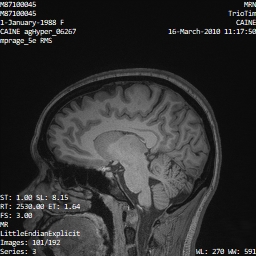 M87100045
M87100045
1-January-1988 F
CAINE agHyper_06267
mprage_5e RMS
MRN
TrioTim
CAINE
16-March-2010 11:17:50
ST: 1.00 SL: 8.15
RT: 2530.00 ET: 1.64
FS: 3.00
MR
LittleEndianExplicit
Images: 101/192
Series: 3
WL: 270 WW: 591